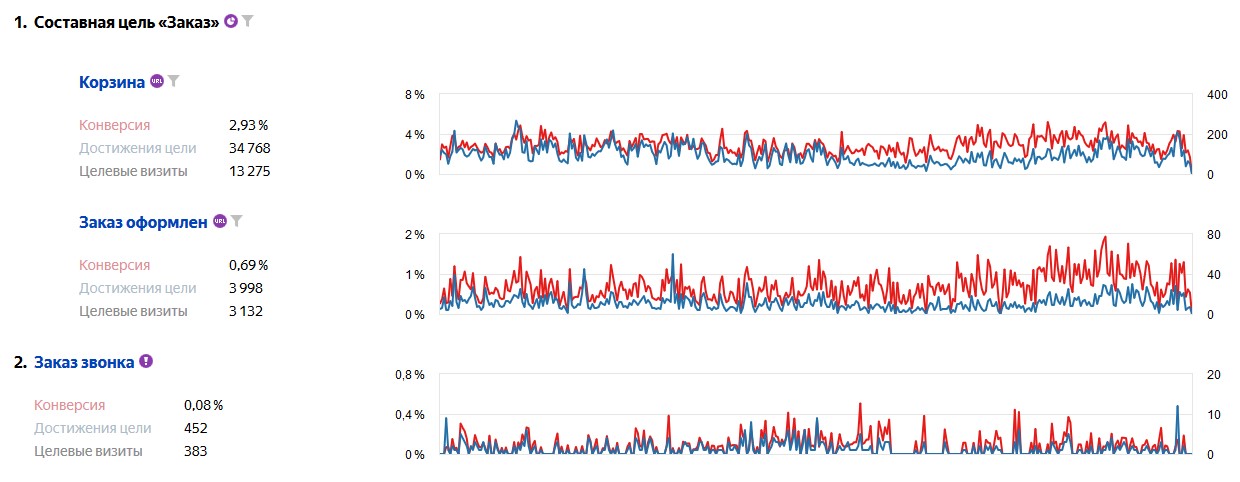 1. Составная цель «Заказ»
Корзина URL
Конверсия 2,93 %
Достижения цели 34 768
Целевые визиты 13 275
8 % 400
4 % 200
0 % 0
Заказ оформлен URL
Конверсия 0,69 %
Достижения цели 3 998
Целевые визиты 3 132
2 % 80
1 % 40
0 % 0
2. Заказ звонка
Конверсия 0,08 %
Достижения цели 452
Целевые визиты 383
0,8 % 20
0,4 % 10
0 % 0